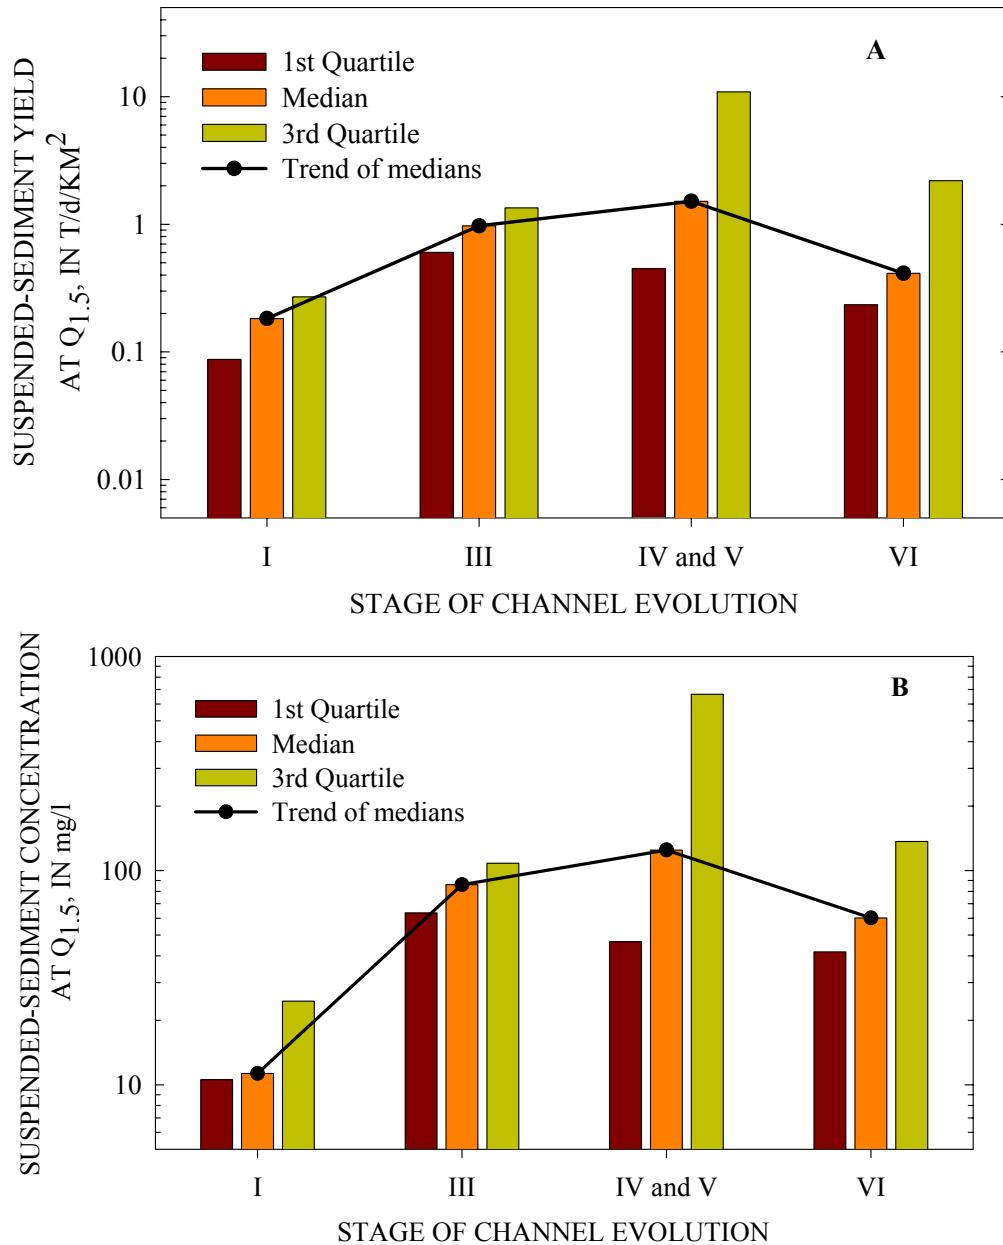 A
1st Quartile
Median
3rd Quartile
Trend of medians
SUSPENDED-SEDIMENT YIELD
AT Q1.5, IN T/d/KM2
10
1
0.1
0.01
I III IV and V VI
STAGE OF CHANNEL EVOLUTION
B
1st Quartile
Median
3rd Quartile
Trend of medians
SUSPENDED-SEDIMENT CONCENTRATION
AT Q1.5, IN mg/l
1000
100
10
I III IV and V VI
STAGE OF CHANNEL EVOLUTION